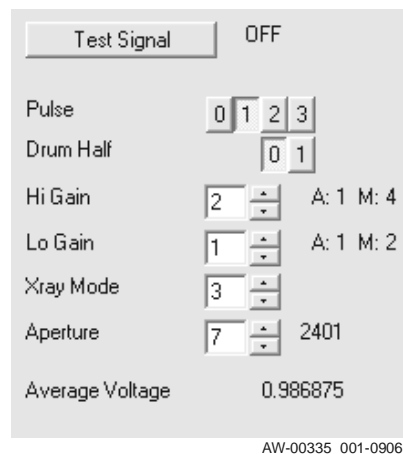 Test Signal OFF
Pulse 0 1 2 3
Drum Half 0 1
Hi Gain 2 A: 1 M: 4
Lo Gain 1 A: 1 M: 2
Xray Mode 3
Aperture 7 2401
Average Voltage 0.986875
AW-00335 001-0906